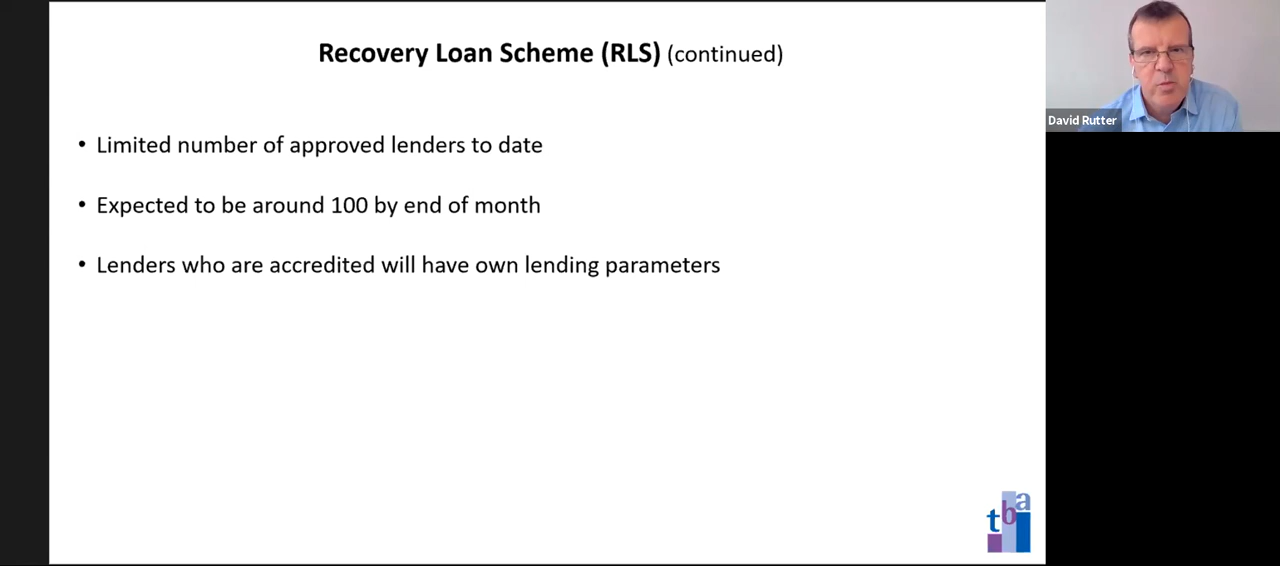 Recovery Loan Scheme (RLS) (continued)
• Limited number of approved lenders to date
• Expected to be around 100 by end of month
• Lenders who are accredited will have own lending parameters
David Rutter
tba